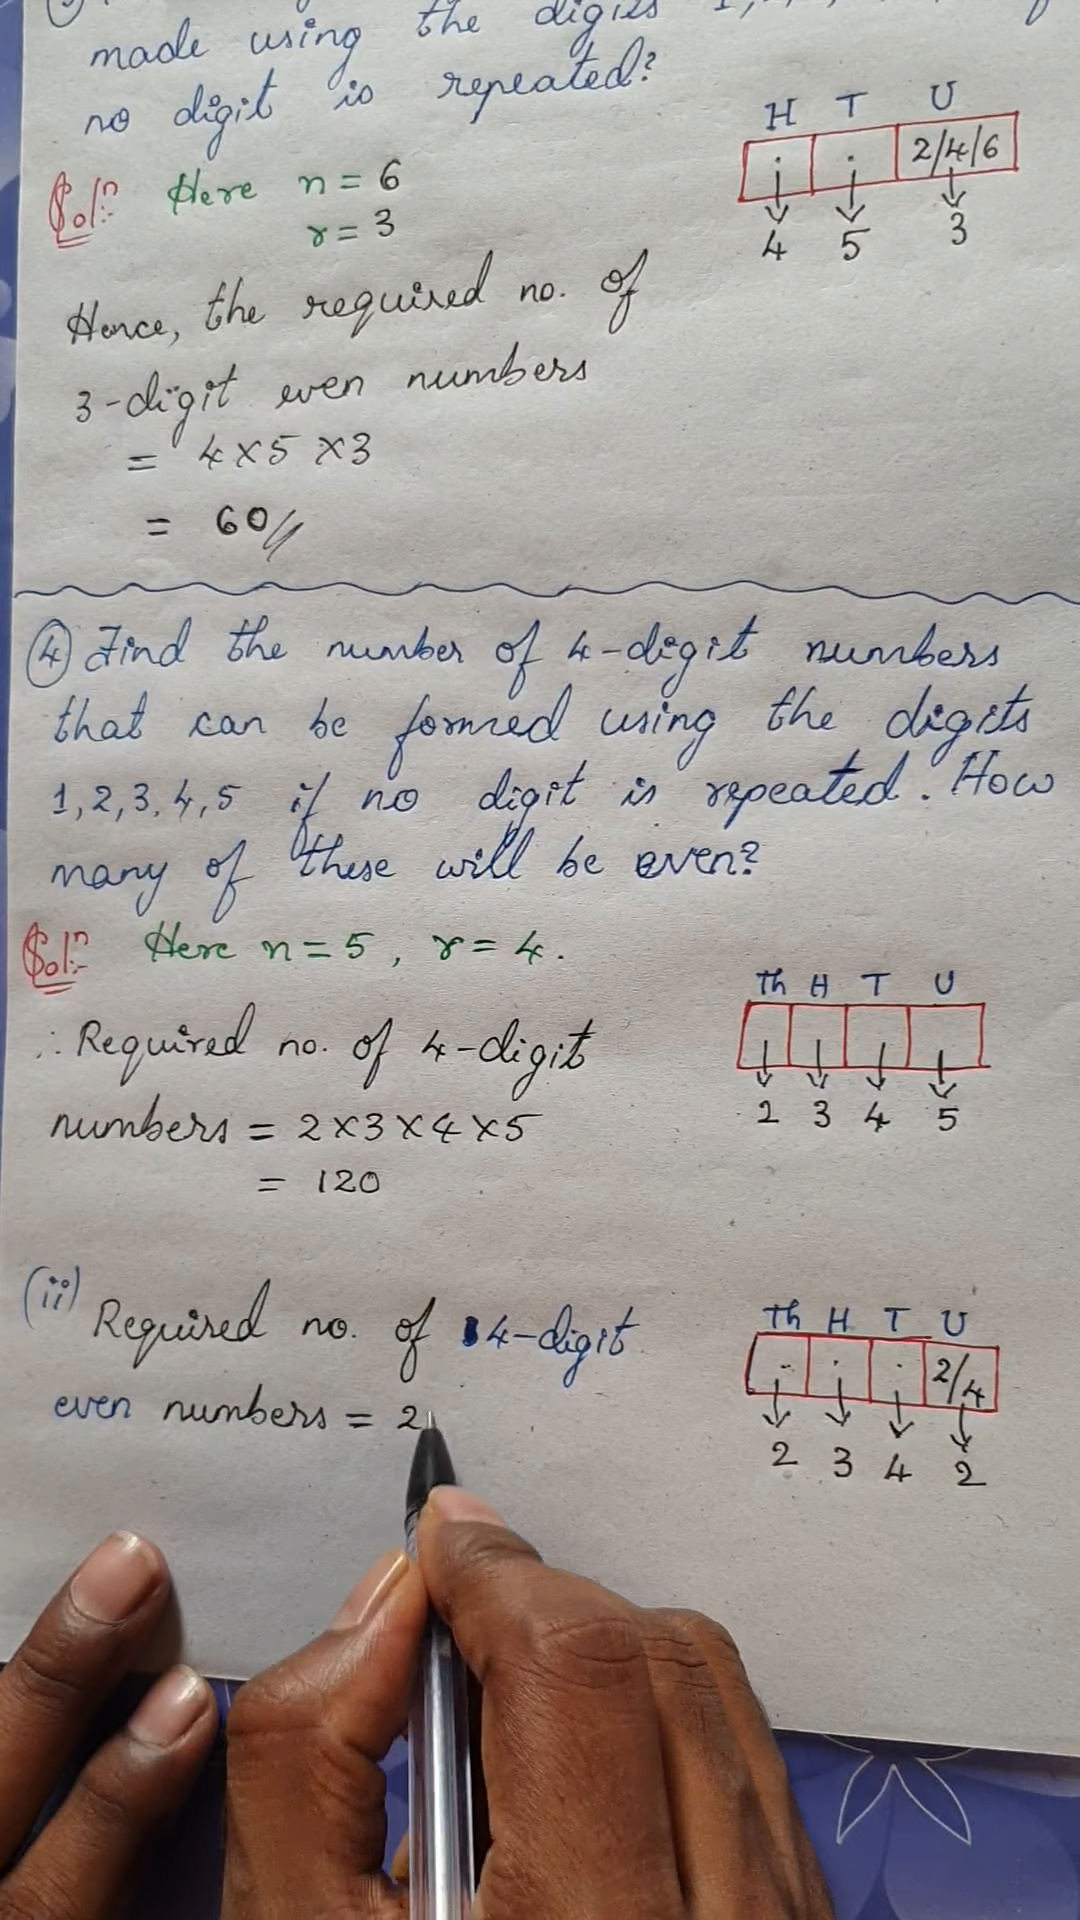 made using the digits 1,
no digit is repeated?
H T U
2/4/6
4 5 3
Solⁿ:- Here n = 6
r = 3
Hence, the required no. of
3-digit even numbers
= 4×5×3
= 60//
④ Find the number of 4-digit numbers
that can be formed using the digits
1,2,3,4,5 if no digit is repeated. How
many of these will be even?
Solⁿ:- Here n = 5, r = 4.
Th H T U
2 3 4 5
∴ Required no. of 4-digit
numbers = 2×3×4×5
= 120
(ii) Required no. of 4-digit
even numbers = 2
Th H T U
2/4
2 3 4 2